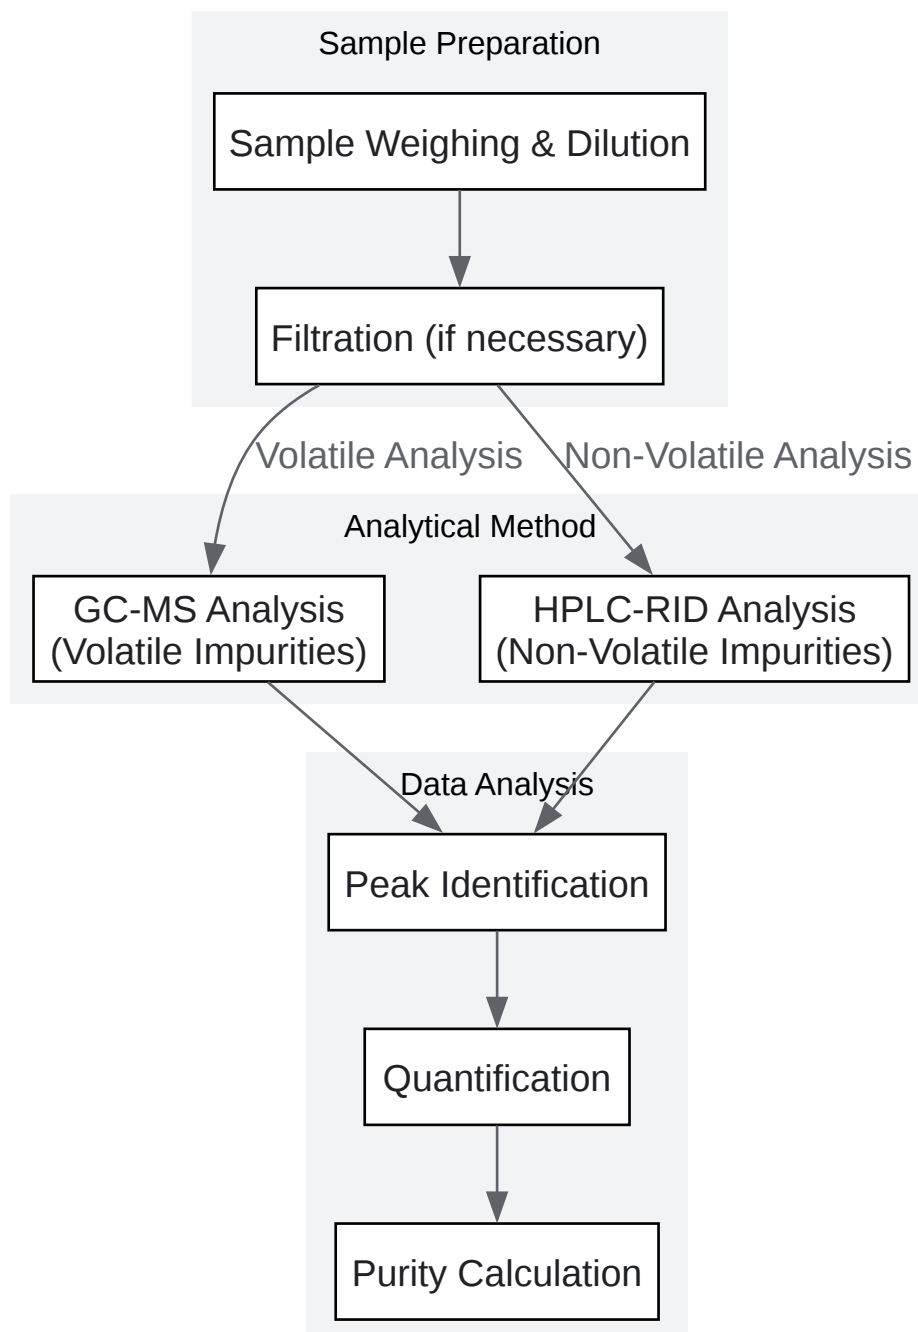 Sample Preparation
Sample Weighing & Dilution
Filtration (if necessary)
Volatile Analysis
Non-Volatile Analysis
Analytical Method
GC-MS Analysis
(Volatile Impurities)
HPLC-RID Analysis
(Non-Volatile Impurities)
Data Analysis
Peak Identification
Quantification
Purity Calculation